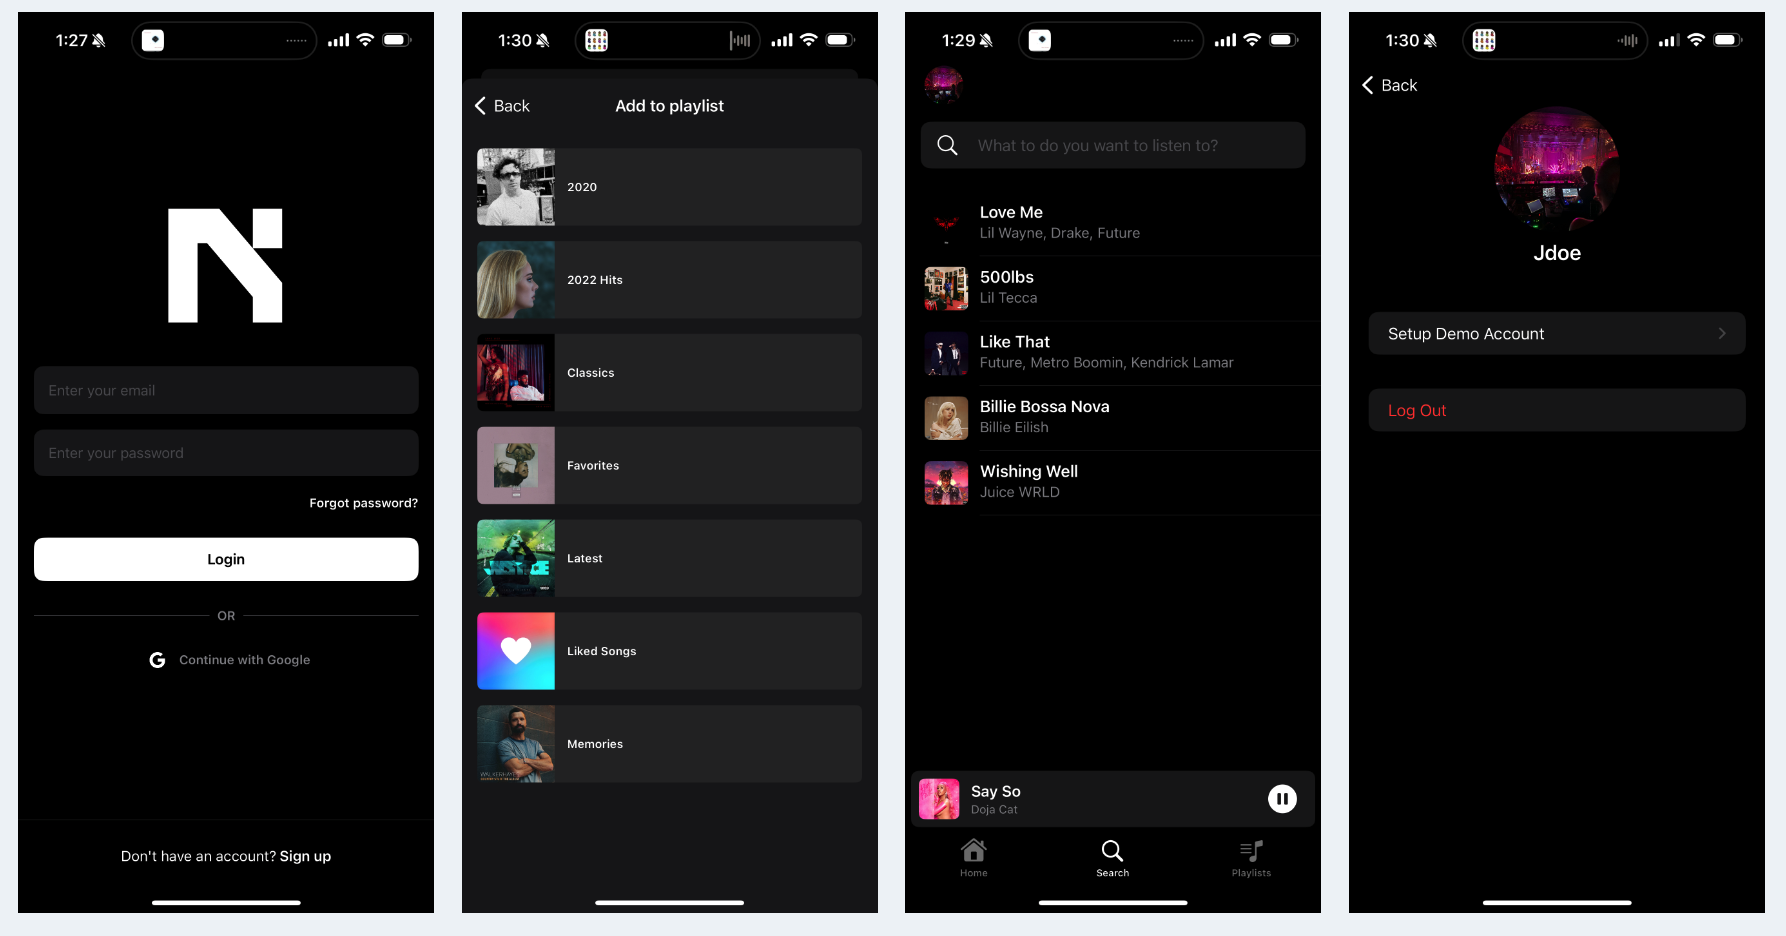 1:27
Enter your email
Enter your password
Forgot password?
Login
OR
Continue with Google
Don't have an account? Sign up
1:30
Back
Add to playlist
2020
2022 Hits
Classics
Favorites
Latest
Liked Songs
Memories
1:29
What to do you want to listen to?
Love Me
Lil Wayne, Drake, Future
500lbs
Lil Tecca
Like That
Future, Metro Boomin, Kendrick Lamar
Billie Bossa Nova
Billie Eilish
Wishing Well
Juice WRLD
Say So
Doja Cat
Home
Search
Playlists
1:30
Back
Jdoe
Setup Demo Account
Log Out